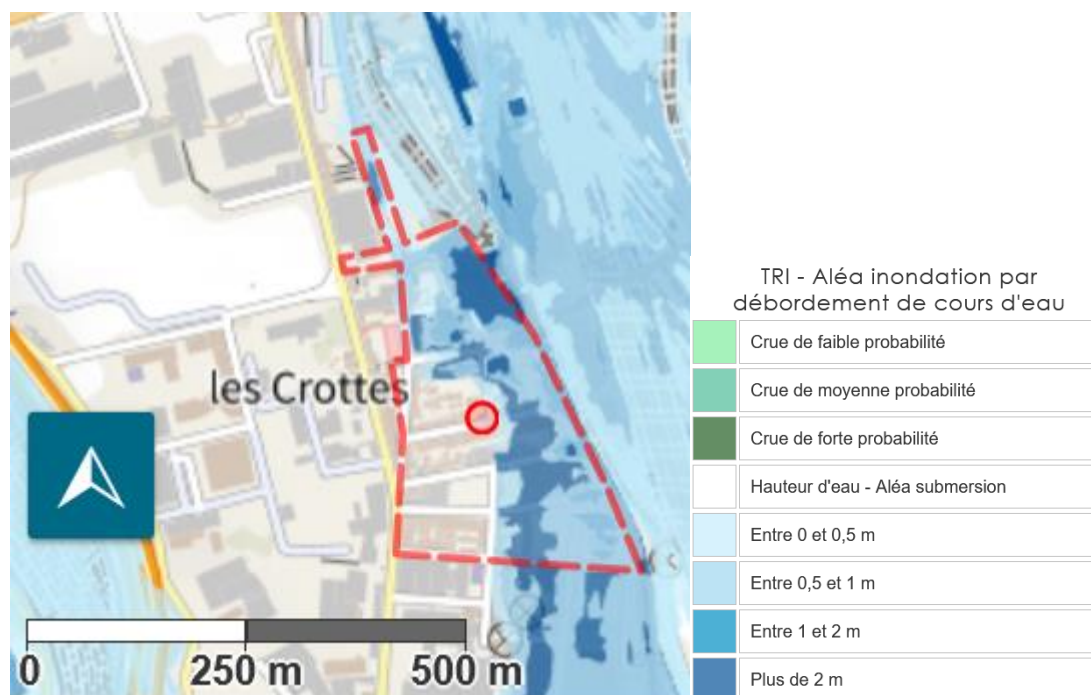 les Crottes
0 250 m 500 m
TRI - Aléa inondation par
débordement de cours d'eau
Crue de faible probabilité
Crue de moyenne probabilité
Crue de forte probabilité
Hauteur d'eau - Aléa submersion
Entre 0 et 0,5 m
Entre 0,5 et 1 m
Entre 1 et 2 m
Plus de 2 m